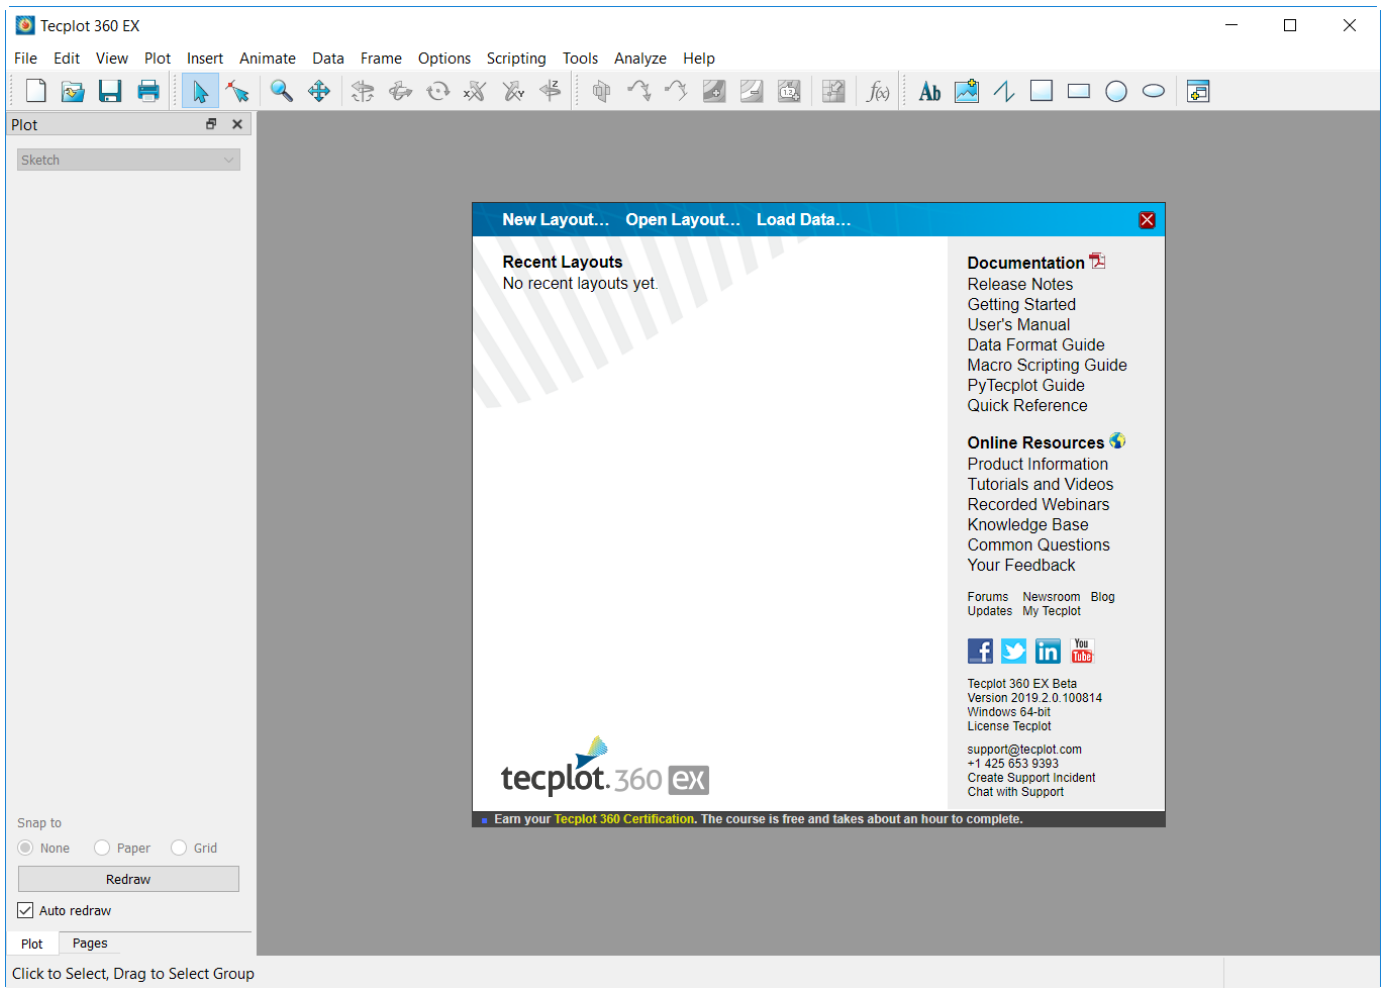 Tecplot 360 EX
File Edit View Plot Insert Animate Data Frame Options Scripting Tools Analyze Help
Plot
Sketch
New Layout... Open Layout... Load Data...
Recent Layouts
No recent layouts yet.
Documentation
Release Notes
Getting Started
User's Manual
Data Format Guide
Macro Scripting Guide
PyTecplot Guide
Quick Reference
Online Resources
Product Information
Tutorials and Videos
Recorded Webinars
Knowledge Base
Common Questions
Your Feedback
Forums Newsroom Blog
Updates My Tecplot
f in You Tube
Tecplot 360 EX Beta
Version 2019.2.0.100814
Windows 64-bit
License Tecplot
support@tecplot.com
+1 425 653 9393
Create Support Incident
Chat with Support
tecplot. 360 ex
Earn your Tecplot 360 Certification. The course is free and takes about an hour to complete.
Snap to
None Paper Grid
Redraw
Auto redraw
Plot Pages
Click to Select, Drag to Select Group